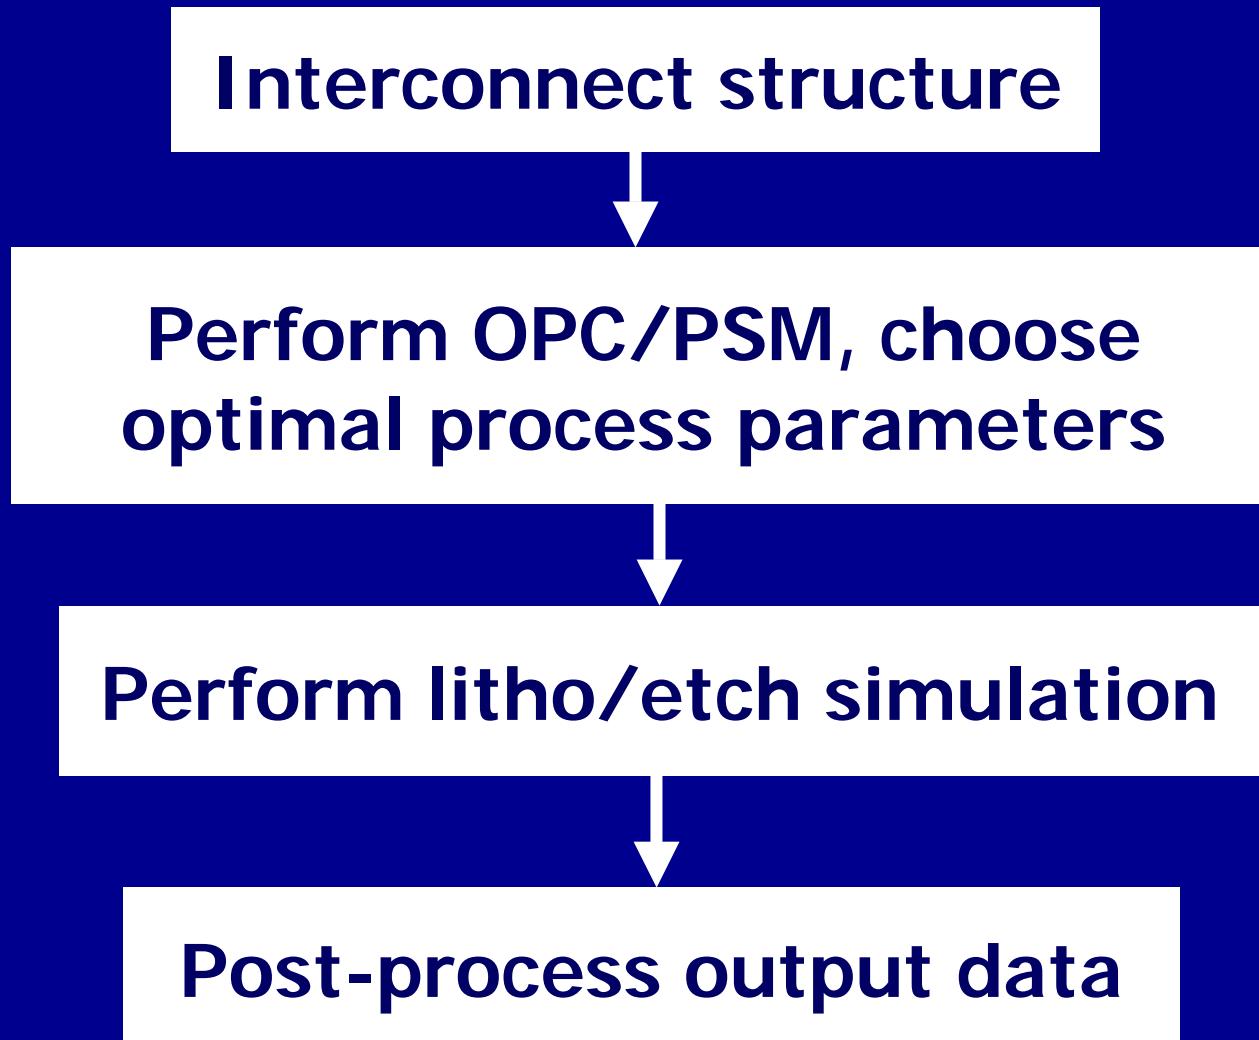 Interconnect structure
Perform OPC/PSM, choose
optimal process parameters
Perform litho/etch simulation
Post-process output data